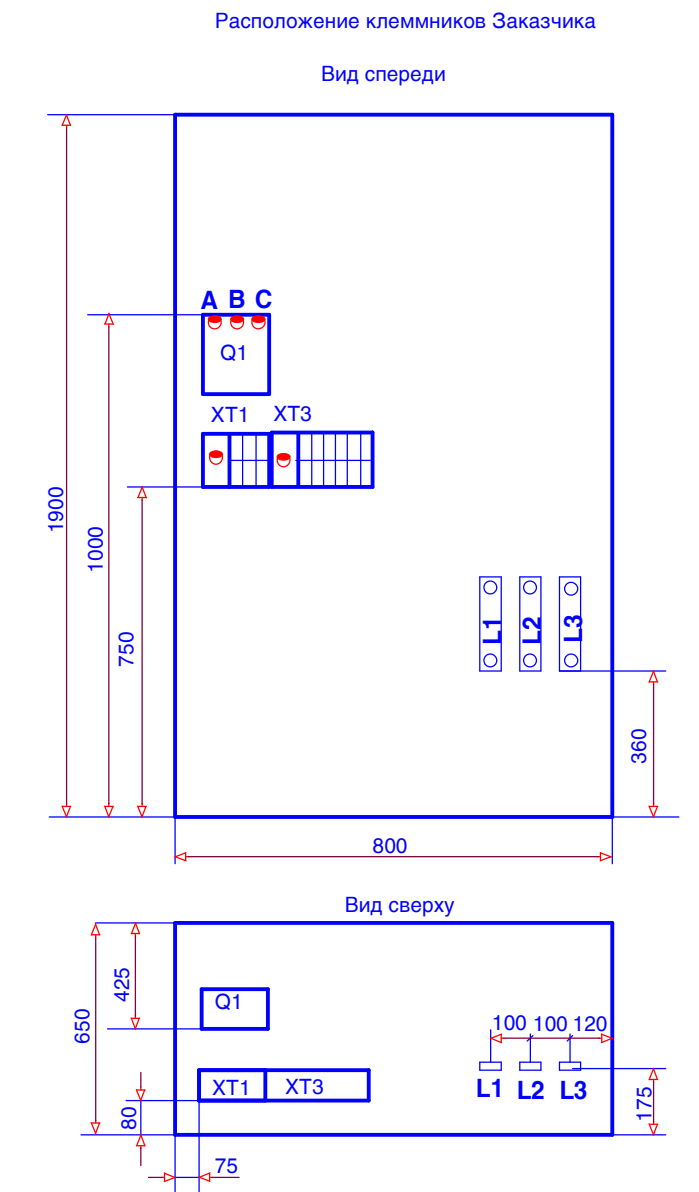 Расположение клеммников Заказчика
Вид спереди
A B C
Q1
XT1 XT3
1900
1000
750
L1 L2 L3
360
800
Вид сверху
650
425
Q1
100 100 120
XT1 XT3
L1 L2 L3
80
175
75